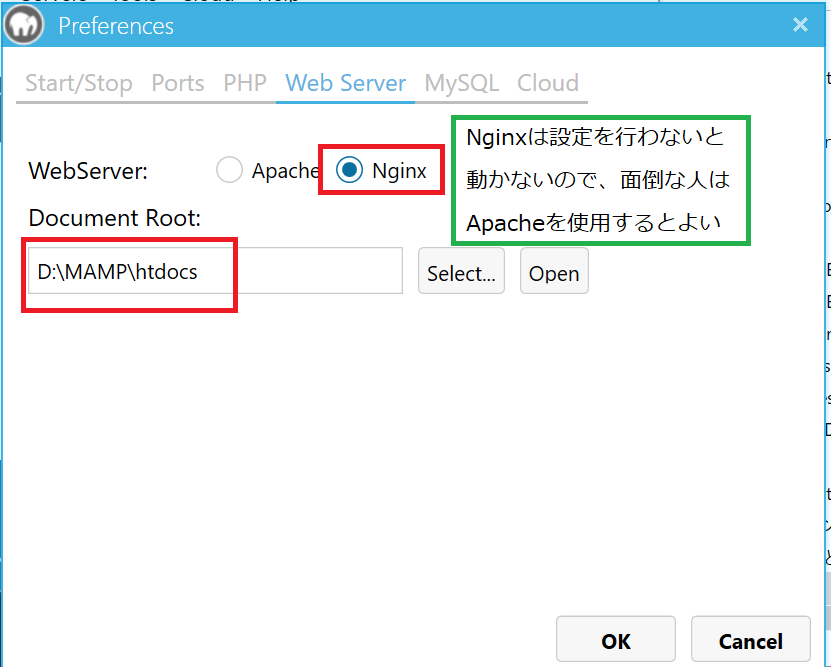 Preferences
Start/Stop Ports PHP Web Server MySQL Cloud
WebServer: Apache Nginx
Nginxは設定を行わないと
動かないので、面倒な人は
Apacheを使用するとよい
Document Root:
D:\MAMP\htdocs Select... Open
OK Cancel